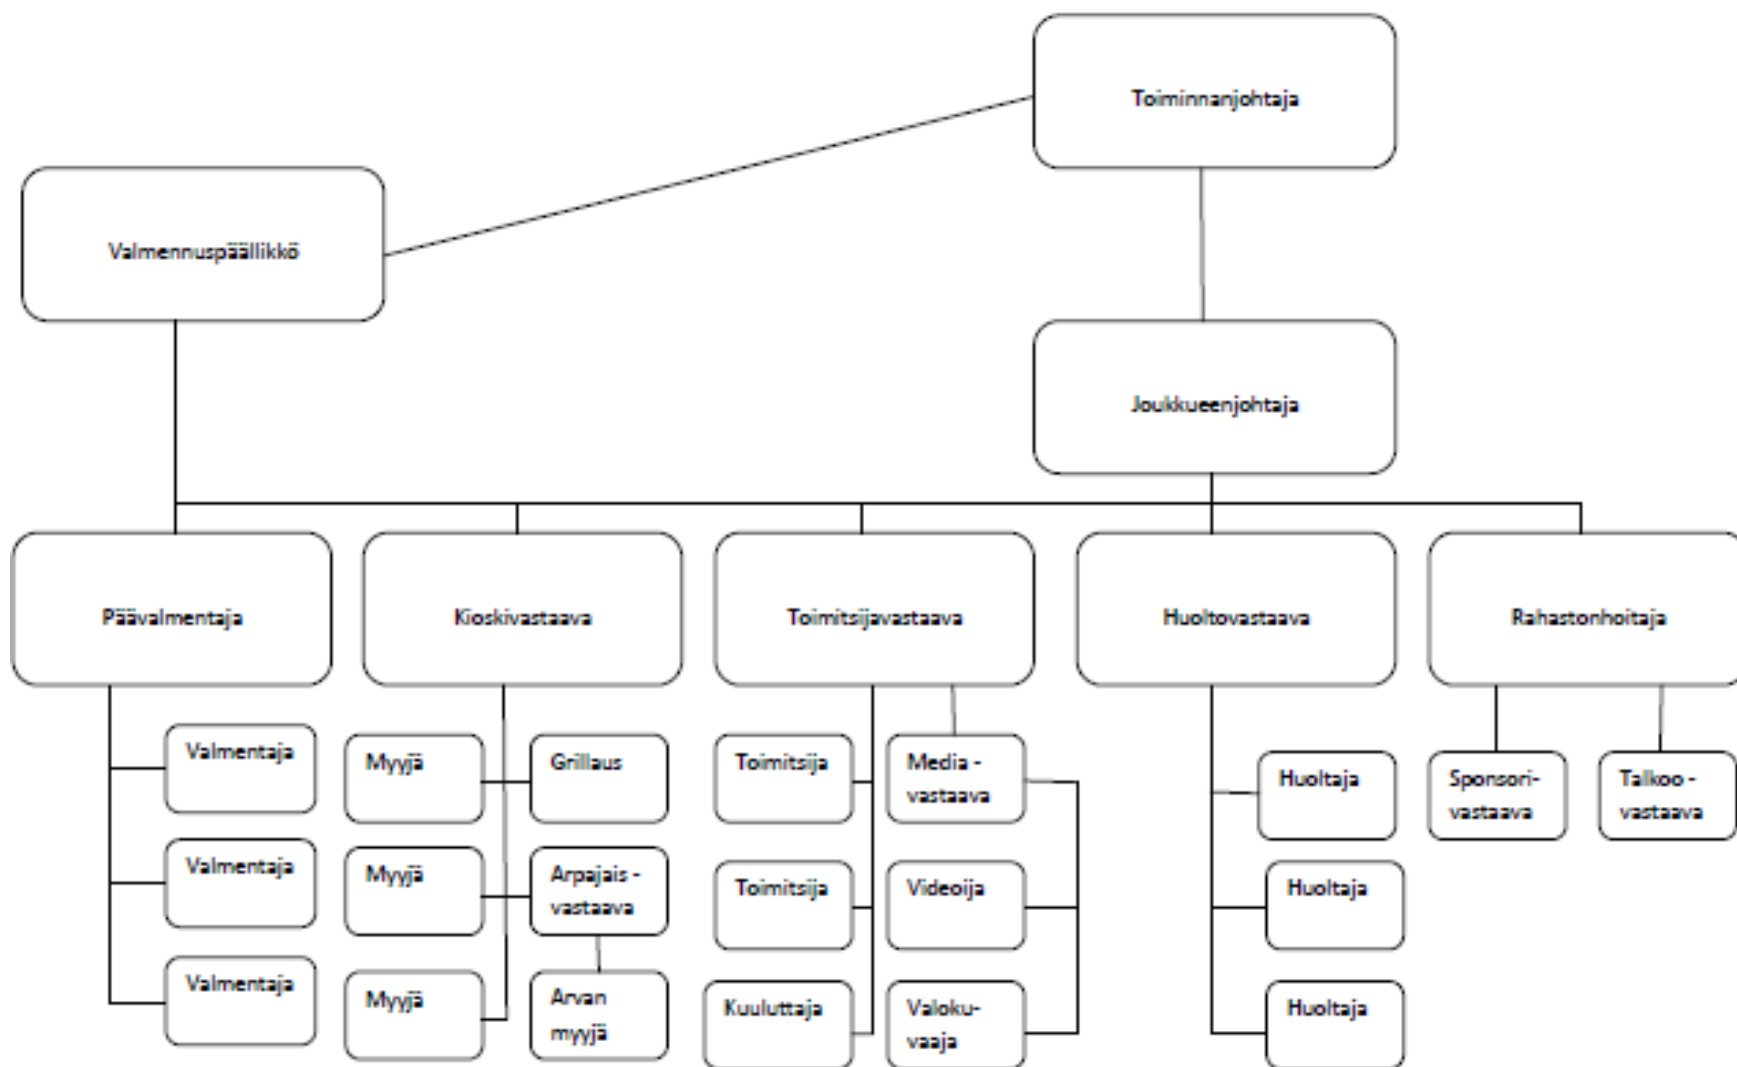 Toiminnanjohtaja
Valmennuspäällikkö
Joukkueenjohtaja
Päävalmentaja
Kioskivastaava
Toimitsijavastaava
Huoltovastaava
Rahastonhoitaja
Valmentaja
Valmentaja
Valmentaja
Myyjä
Myyjä
Myyjä
Grillaus
Arpajais -
vastaava
Arvan
myyjä
Toimitsija
Toimitsija
Kuuluttaja
Media -
vastaava
Videoija
Valoku-
vaaja
Huoltaja
Huoltaja
Huoltaja
Sponsori-
vastaava
Talkoo -
vastaava